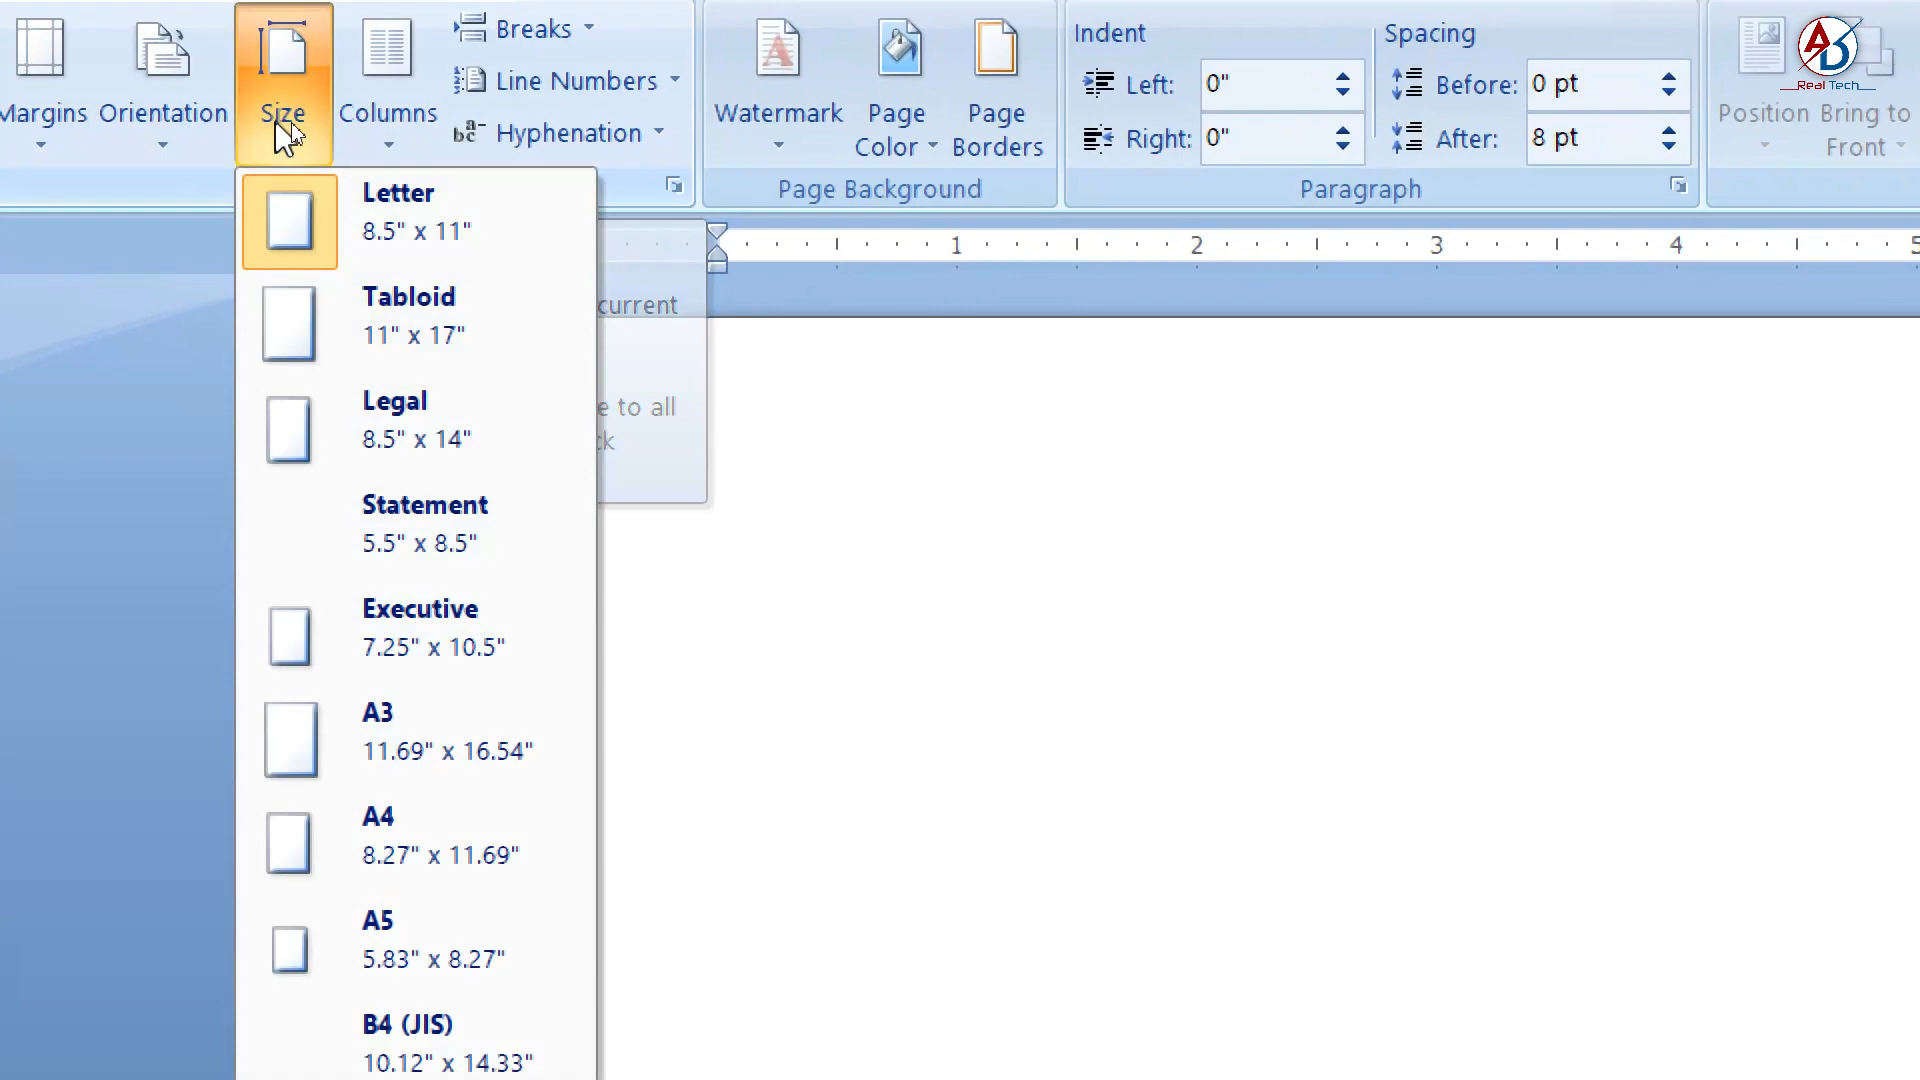 Margins
Orientation
Size
Columns
Breaks
Line Numbers
Hyphenation
Watermark
Page
Color
Page
Borders
Page Background
Indent
Left: 0"
Right: 0"
Spacing
Before: 0 pt
After: 8 pt
Paragraph
Position
Bring to
Front
AD
Real Tech
1 2 3 4 5
current
e to all
ck
Letter
8.5" x 11"
Tabloid
11" x 17"
Legal
8.5" x 14"
Statement
5.5" x 8.5"
Executive
7.25" x 10.5"
A3
11.69" x 16.54"
A4
8.27" x 11.69"
A5
5.83" x 8.27"
B4 (JIS)
10.12" x 14.33"